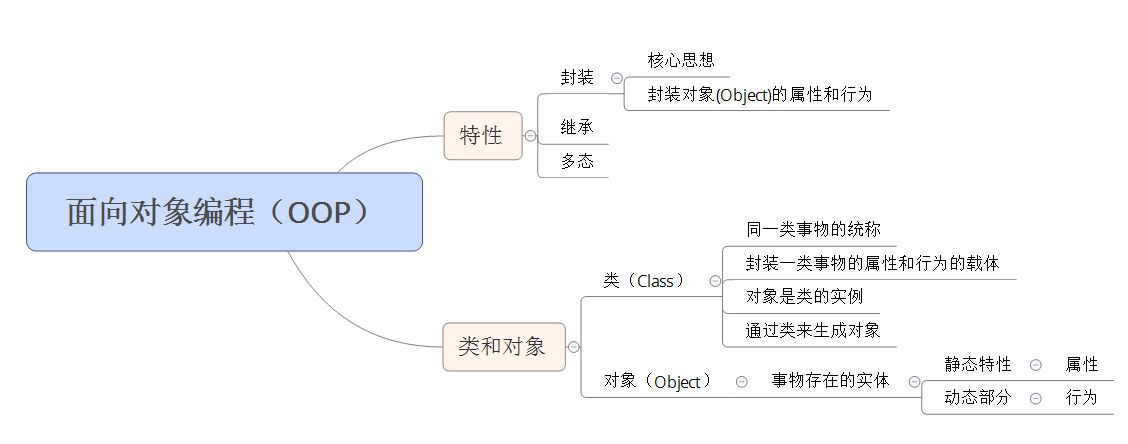 面向对象编程（OOP）
特性
封装
核心思想
封装对象(Object)的属性和行为
继承
多态
类和对象
类（Class）
同一类事物的统称
封装一类事物的属性和行为的载体
对象是类的实例
通过类来生成对象
对象（Object）
事物存在的实体
静态特性
属性
动态部分
行为